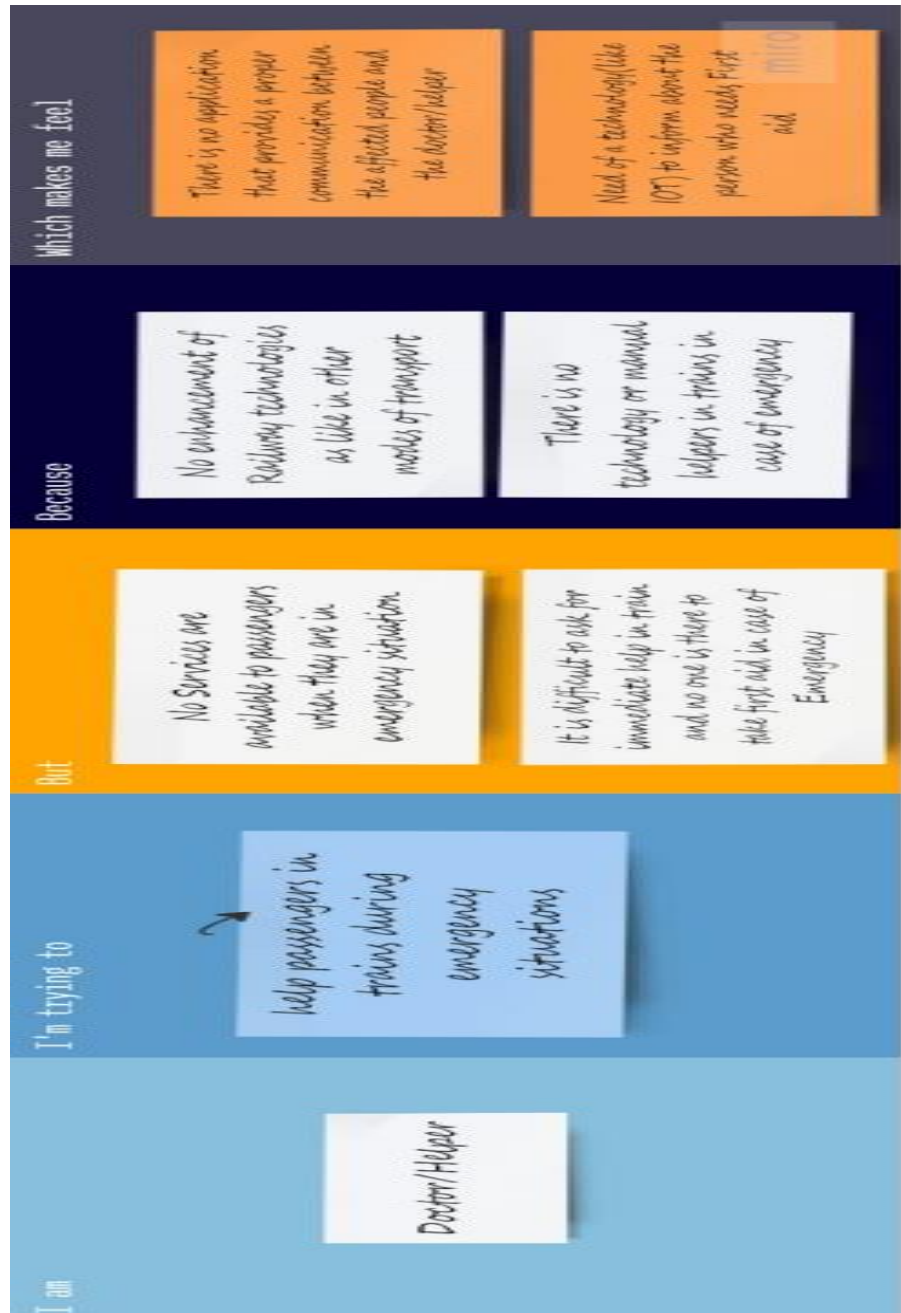 I am
Doctor/Helper
I'm trying to
help passengers in
trains during
emergency
situations
But
No Services are
available to passengers
when they are in
emergency situation
It is difficult to ask for
immediate help in train
and no one is there to
take first aid in case of
Emergency
Because
No enhancement of
Railway technologies
as like in other
modes of transport
There is no
technology or manual
helpers in trains in
case of emergency
Which makes me feel
There is no application
that provides a proper
communication between
the affected people and
the doctor/helper
Need of a technology(like
IOT) to inform about the
person who needs First
aid
miro